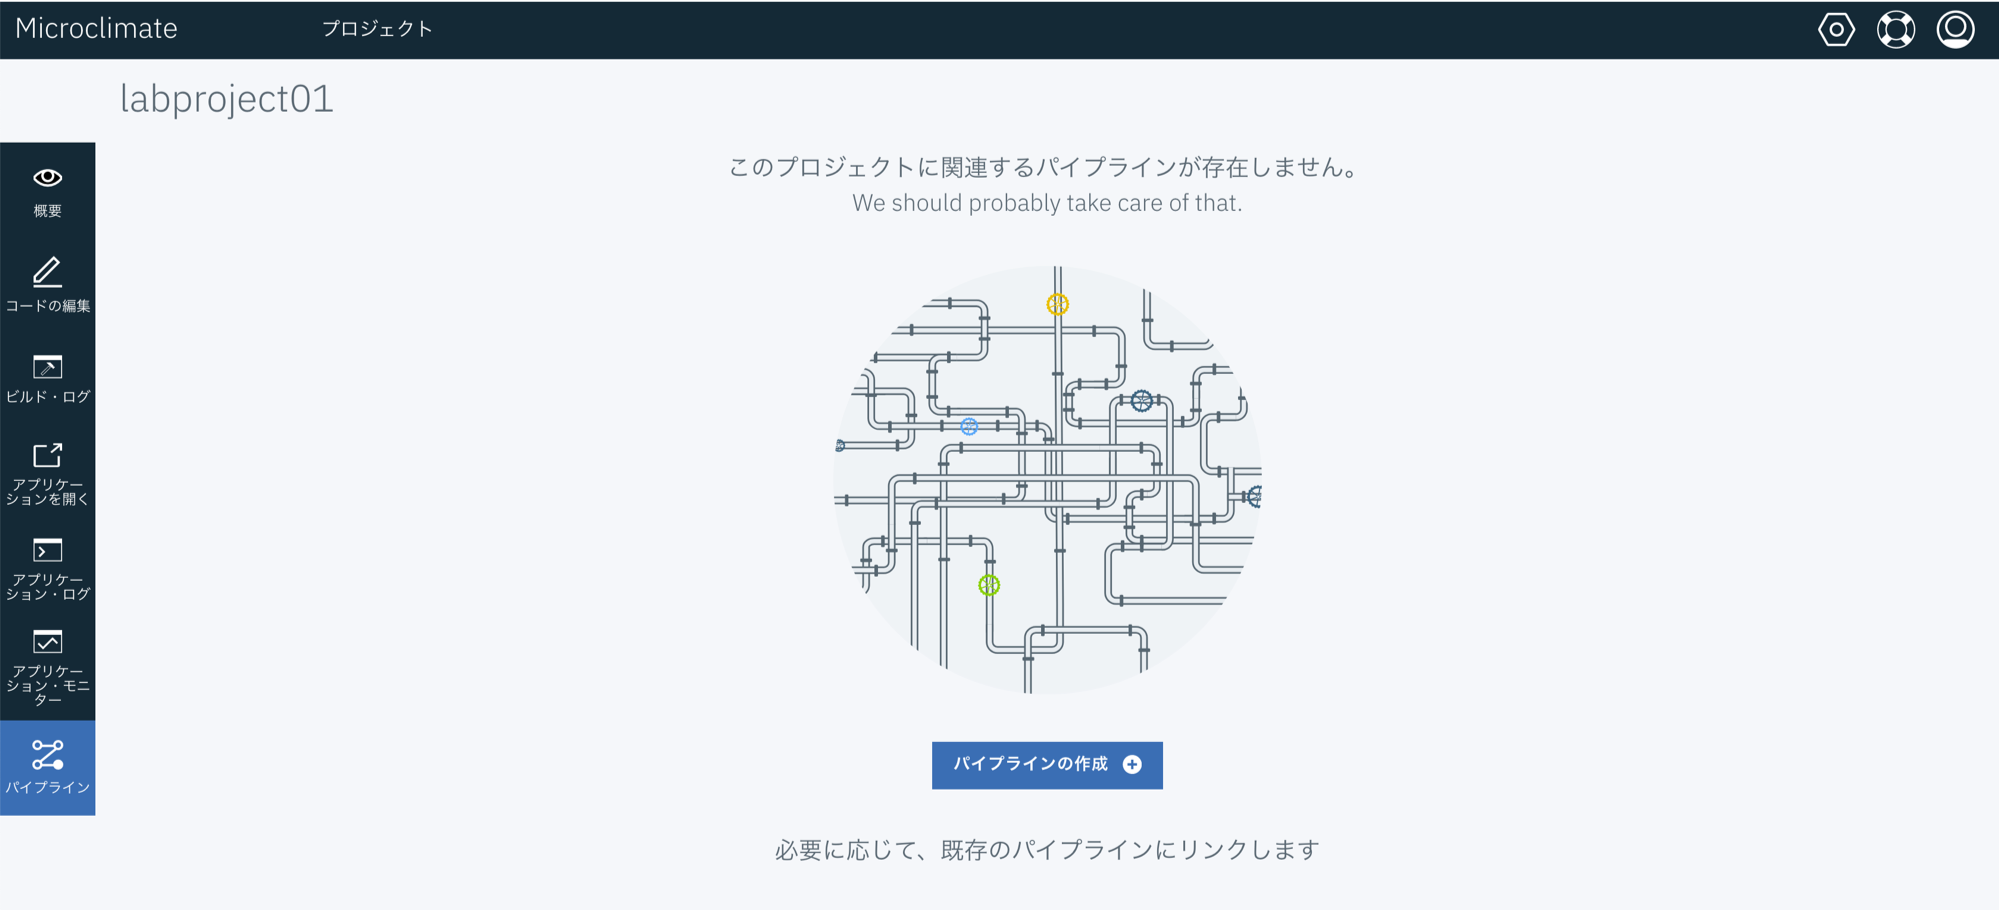 Microclimate
プロジェクト
labproject01
概要
コードの編集
ビルド・ログ
アプリケー
ションを開く
アプリケー
ション・ログ
アプリケー
ション・モニ
ター
パイプライン
このプロジェクトに関連するパイプラインが存在しません。
We should probably take care of that.
パイプラインの作成
必要に応じて、既存のパイプラインにリンクします